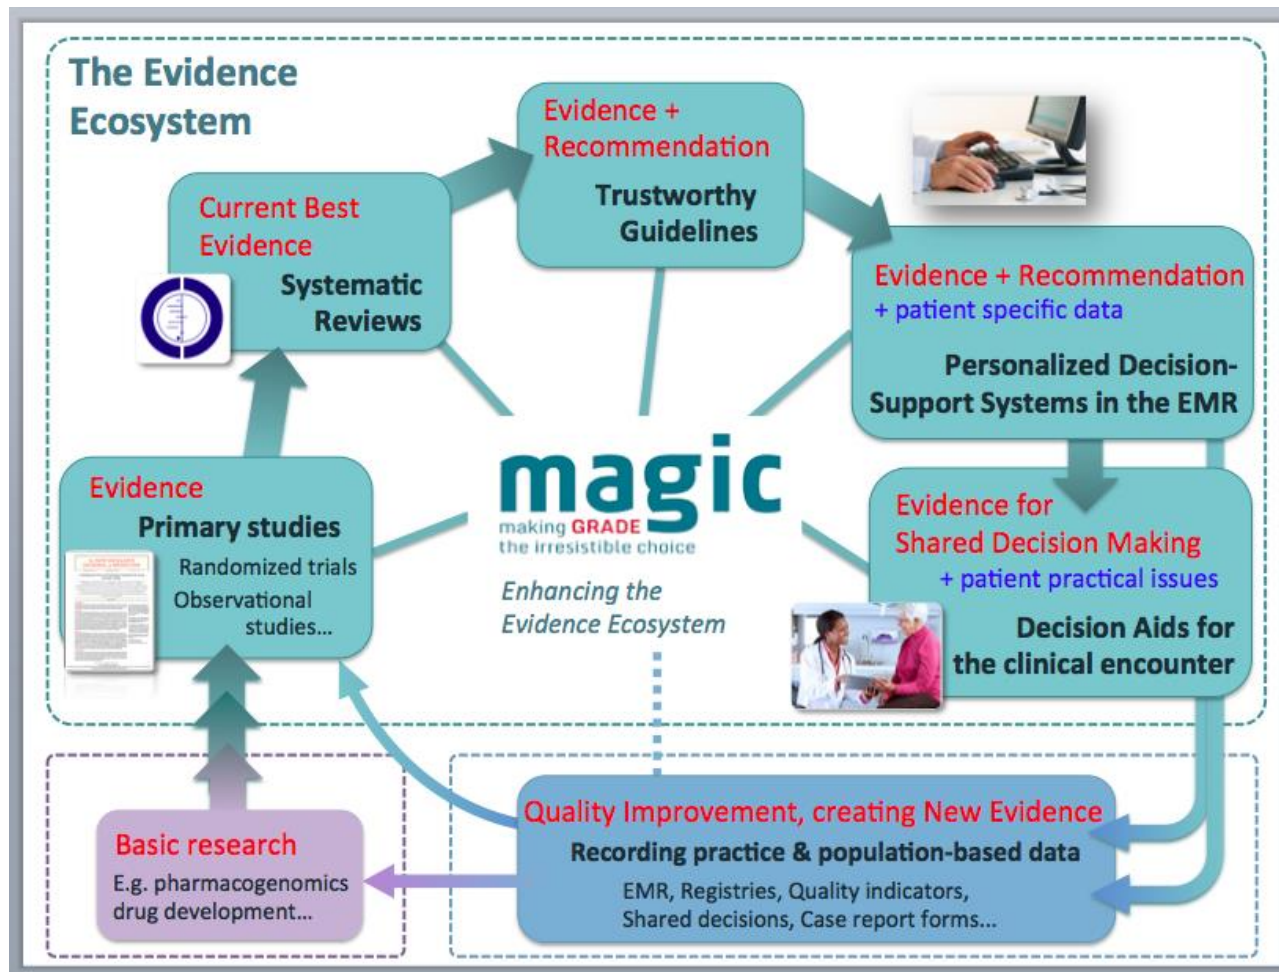 The Evidence
Ecosystem
Evidence +
Recommendation
Trustworthy
Guidelines
Current Best
Evidence
Systematic
Reviews
Evidence + Recommendation
+ patient specific data
Personalized Decision-
Support Systems in the EMR
Evidence
Primary studies
Randomized trials
Observational
studies...
magic
making GRADE
the irresistible choice
Enhancing the
Evidence Ecosystem
Evidence for
Shared Decision Making
+ patient practical issues
Decision Aids for
the clinical encounter
Basic research
E.g. pharmacogenomics
drug development...
Quality Improvement, creating New Evidence
Recording practice & population-based data
EMR, Registries, Quality indicators,
Shared decisions, Case report forms...